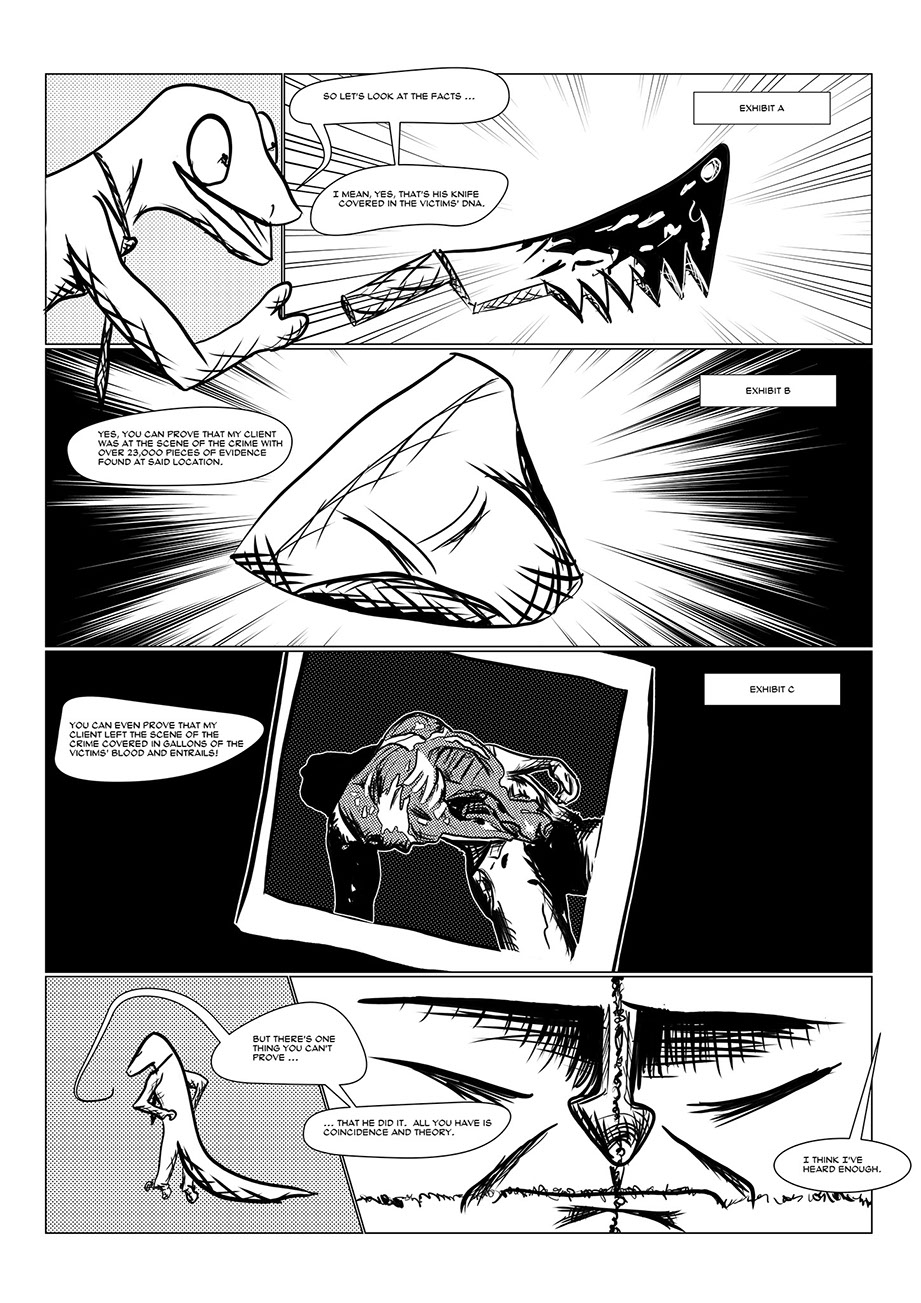 SO LET'S LOOK AT THE FACTS ...
EXHIBIT A
I MEAN, YES, THAT'S HIS KNIFE
COVERED IN THE VICTIMS' DNA.
EXHIBIT B
YES, YOU CAN PROVE THAT MY CLIENT
WAS AT THE SCENE OF THE CRIME WITH
OVER 23,000 PIECES OF EVIDENCE
FOUND AT SAID LOCATION.
EXHIBIT C
YOU CAN EVEN PROVE THAT MY
CLIENT LEFT THE SCENE OF THE
CRIME COVERED IN GALLONS OF THE
VICTIMS' BLOOD AND ENTRAILS!
BUT THERE'S ONE
THING YOU CAN'T
PROVE ...
... THAT HE DID IT. ALL YOU HAVE IS
COINCIDENCE AND THEORY.
I THINK I'VE
HEARD ENOUGH.